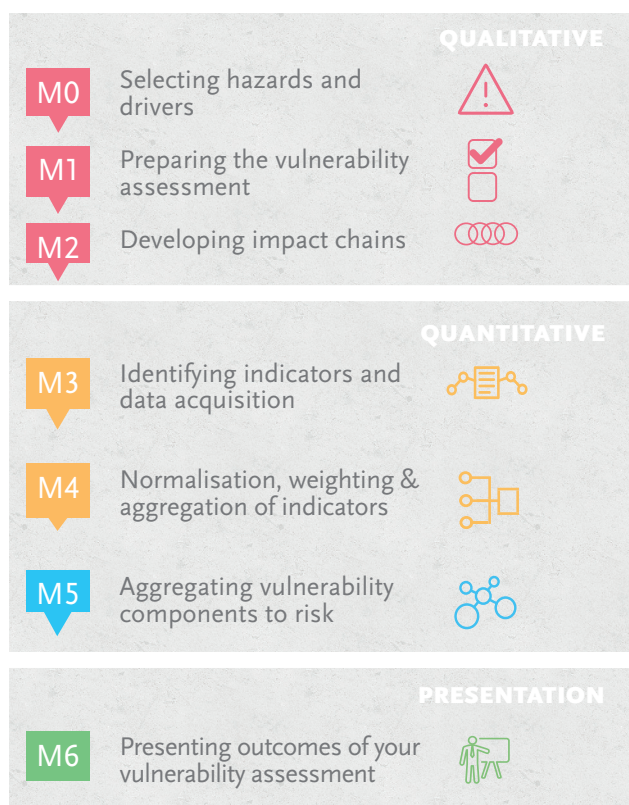 QUALITATIVE
M0
Selecting hazards and
drivers
M1
Preparing the vulnerability
assessment
M2
Developing impact chains
QUANTITATIVE
M3
Identifying indicators and
data acquisition
M4
Normalisation, weighting &
aggregation of indicators
M5
Aggregating vulnerability
components to risk
PRESENTATION
M6
Presenting outcomes of your
vulnerability assessment